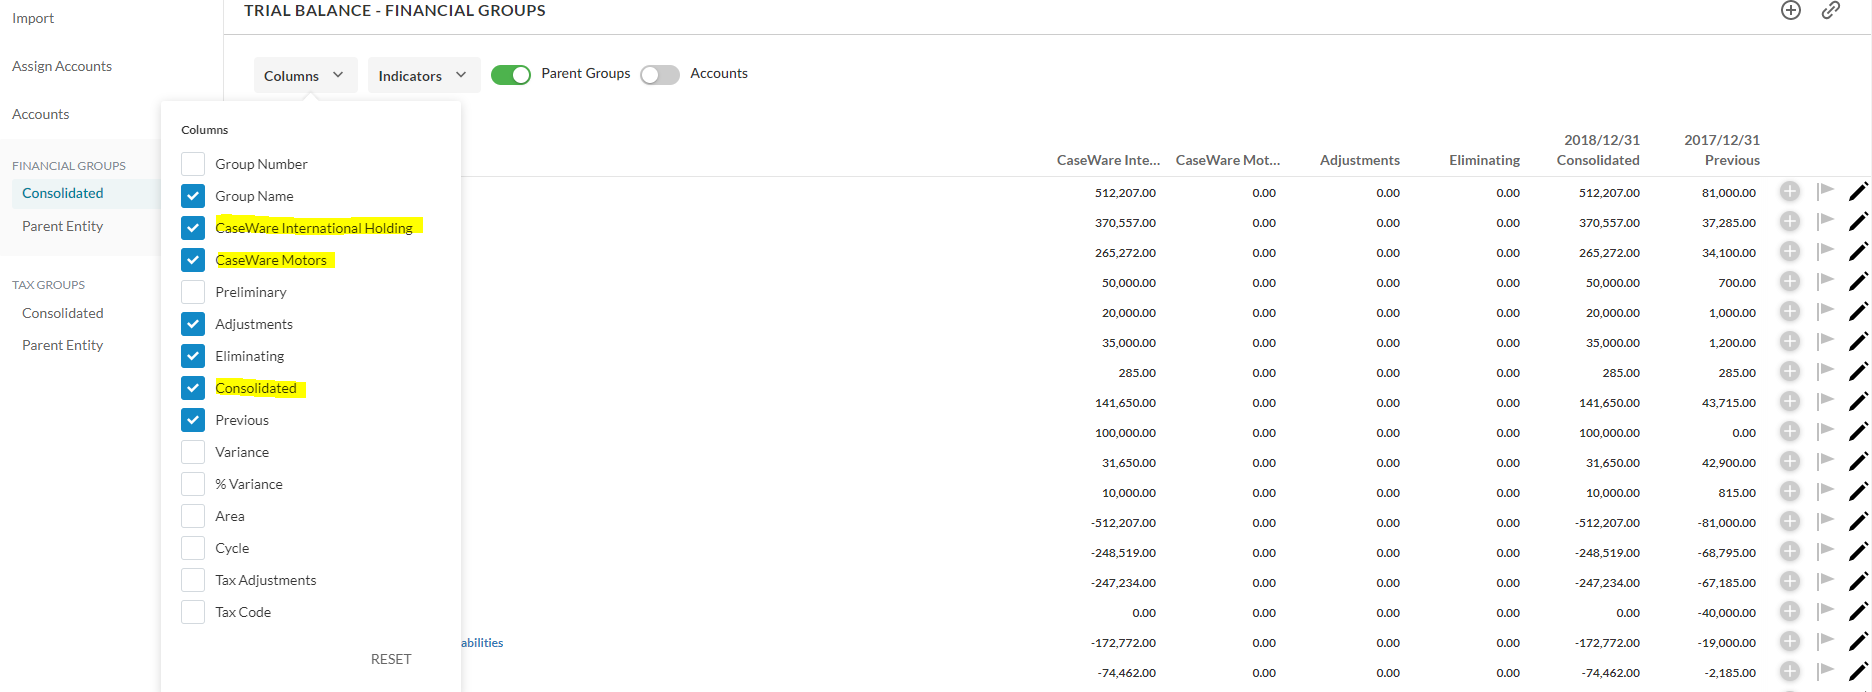 Import
Assign Accounts
Accounts
FINANCIAL GROUPS
Consolidated
Parent Entity
TAX GROUPS
Consolidated
Parent Entity
TRIAL BALANCE - FINANCIAL GROUPS
Columns Indicators Parent Groups Accounts
Columns
Group Number
Group Name
CaseWare International Holding
CaseWare Motors
Preliminary
Adjustments
Eliminating
Consolidated
Previous
Variance
% Variance
Area
Cycle
Tax Adjustments
Tax Code
RESET
abilities
2018/12/31 2017/12/31
CaseWare Inte... CaseWare Mot... Adjustments Eliminating Consolidated Previous
512,207.00 0.00 0.00 0.00 512,207.00 81,000.00
370,557.00 0.00 0.00 0.00 370,557.00 37,285.00
265,272.00 0.00 0.00 0.00 265,272.00 34,100.00
50,000.00 0.00 0.00 0.00 50,000.00 700.00
20,000.00 0.00 0.00 0.00 20,000.00 1,000.00
35,000.00 0.00 0.00 0.00 35,000.00 1,200.00
285.00 0.00 0.00 0.00 285.00 285.00
141,650.00 0.00 0.00 0.00 141,650.00 43,715.00
100,000.00 0.00 0.00 0.00 100,000.00 0.00
31,650.00 0.00 0.00 0.00 31,650.00 42,900.00
10,000.00 0.00 0.00 0.00 10,000.00 815.00
-512,207.00 0.00 0.00 0.00 -512,207.00 -81,000.00
-248,519.00 0.00 0.00 0.00 -248,519.00 -68,795.00
-247,234.00 0.00 0.00 0.00 -247,234.00 -67,185.00
0.00 0.00 0.00 0.00 0.00 -40,000.00
-172,772.00 0.00 0.00 0.00 -172,772.00 -19,000.00
-74,462.00 0.00 0.00 0.00 -74,462.00 -2,185.00